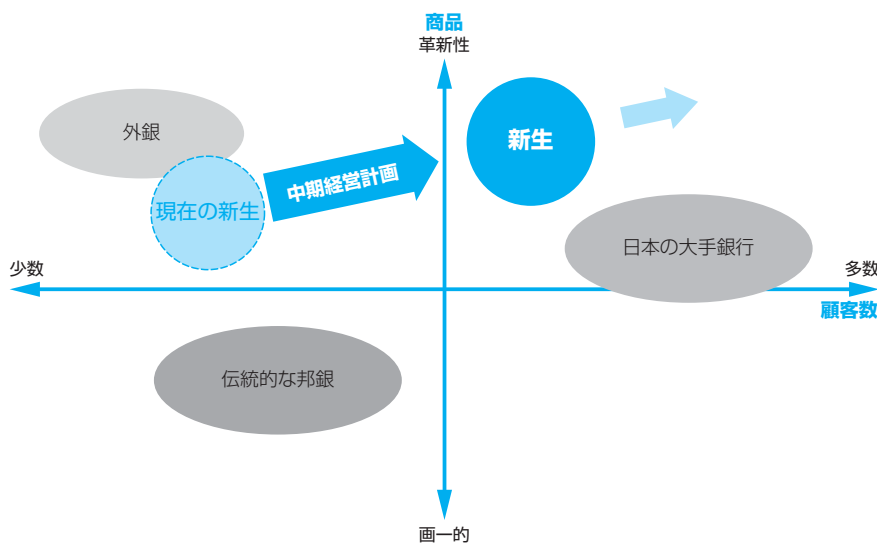 商品
革新性
外銀
新生
中期経営計画
現在の新生
日本の大手銀行
少数
多数
顧客数
伝統的な邦銀
画一的